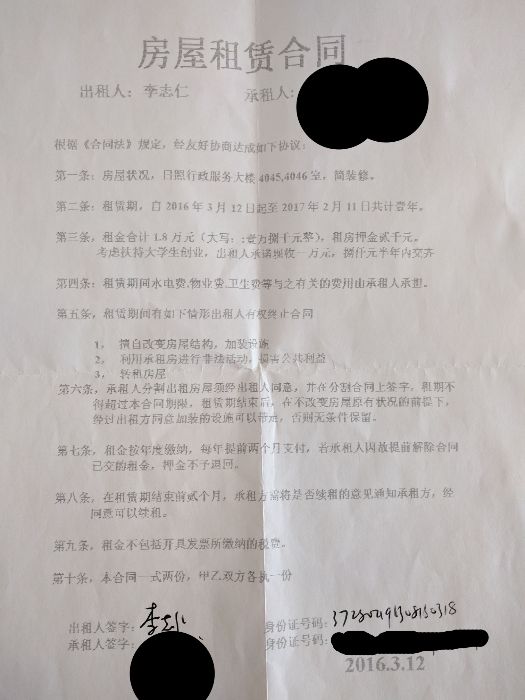 房屋租赁合同
出租人：李志仁 承租人：
根据《合同法》规定，经友好协商达成如下协议：
第一条：房屋状况，日照行政服务大楼 4045,4046 室，简装修。
第二条：租赁期，自 2016 年 3 月 12 日起至 2017 年 2 月 11 日共计壹年。
第三条，租金合计 1.8 万元（大写：:壹万捌千元整），租房押金贰千元。
考虑扶持大学生创业，出租人承诺现收一万元，捌仟元半年内交齐
第四条：租赁期间水电费.物业费.卫生费等与之有关的费用由承租人承担。
第五条，租赁期间有如下情形出租人有权终止合同
1， 擅自改变房屋结构，加装设施
2， 利用承租房进行非法活动，损害公共利益
3， 转租房屋
第六条，承租人分割出租房屋须经出租人同意，并在分割合同上签字，租期不
得超过本合同期限，租赁期结束后，在不改变房屋原有状况的前提下，
经过出租方同意加装的设施可以带走，否则无条件保留。
第七条，租金按年度缴纳，每年提前两个月支付，若承租人因故提前解除合同
已交的租金，押金不予退回。
第八条，在租赁期结束前贰个月，承租方需将是否续租的意见通知承租方，经
同意可以续租。
第九条，租金不包括开具发票所缴纳的税费。
第十条，本合同一式两份，甲乙双方各执一份
出租人签字： 李志仁 身份证号码：
承租人签字： 身份证号码：
2016.3.12